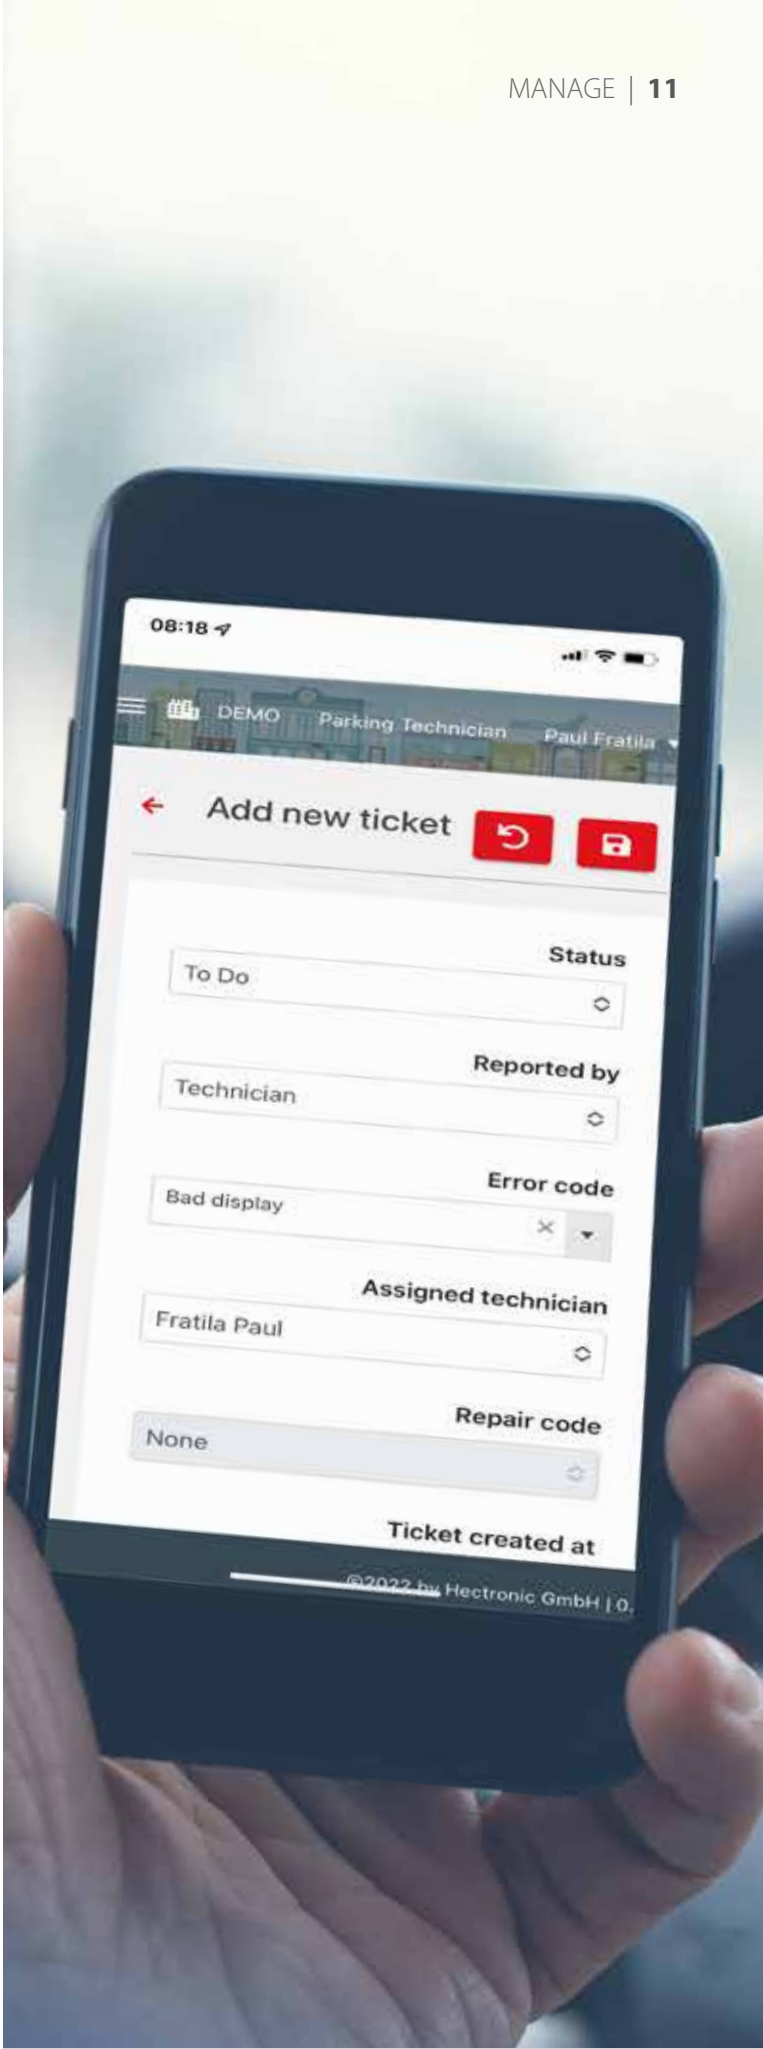 MANAGE | 11
08:18
DEMO Parking Technician Paul Fratila
Add new ticket
Status
To Do
Reported by
Technician
Error code
Bad display
Assigned technician
Fratila Paul
Repair code
None
Ticket created at
©2022 by Hectronic GmbH | 0.